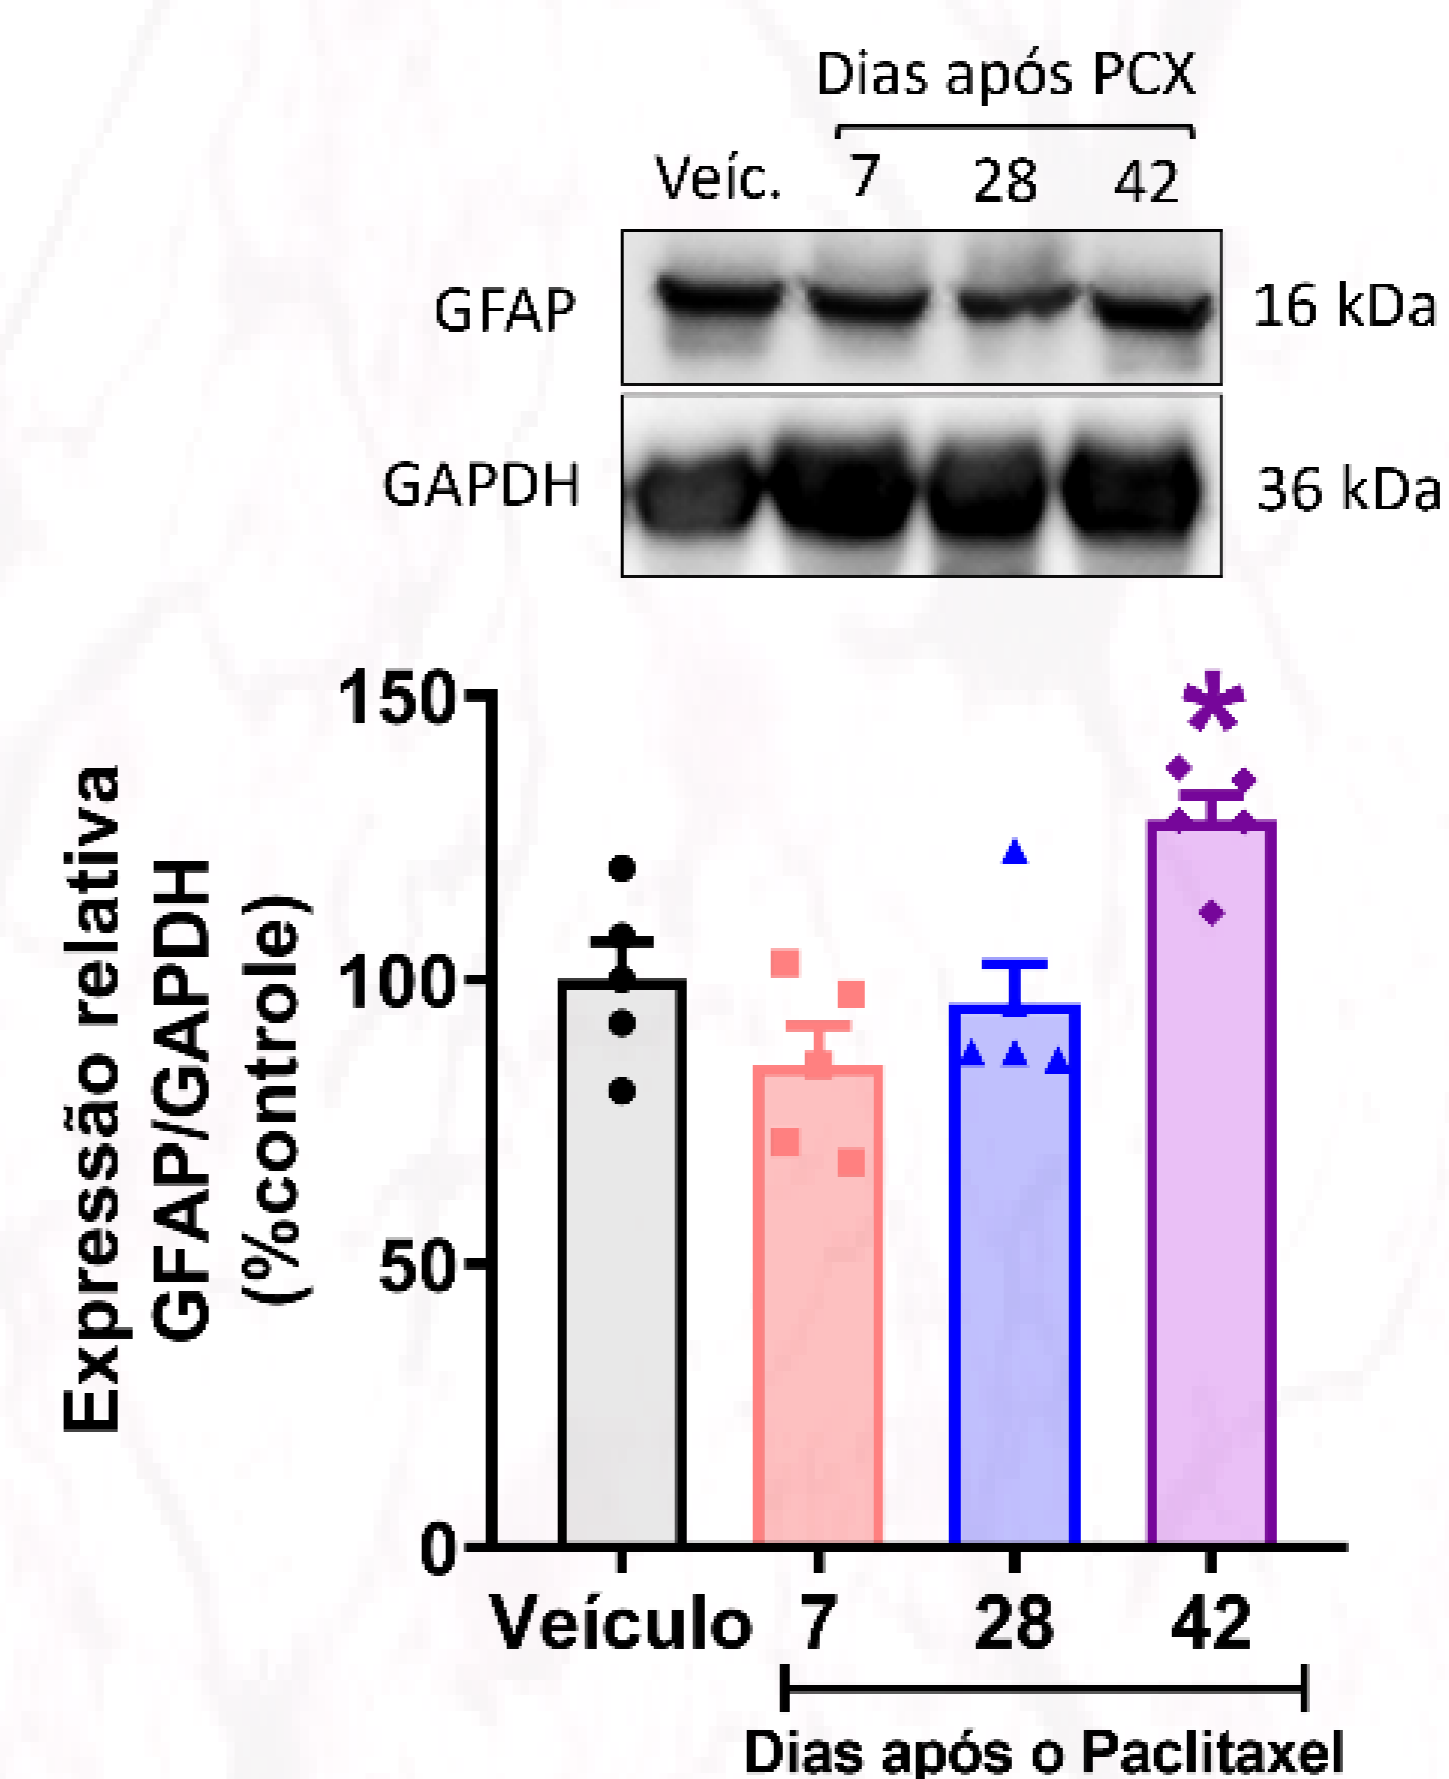 Dias após PCX
Veíc. 7 28 42
GFAP 16 kDa
GAPDH 36 kDa
Expressão relativa
GFAP/GAPDH
(%controle)
150
100
50
0
*
Veículo 7 28 42
Dias após o Paclitaxel